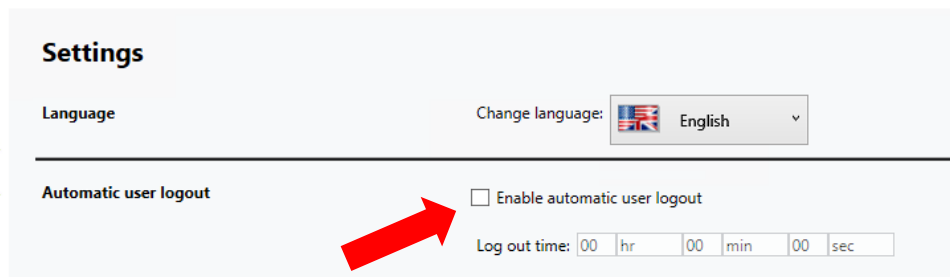 Settings
Language Change language: English
Automatic user logout Enable automatic user logout
Log out time: 00 hr 00 min 00 sec